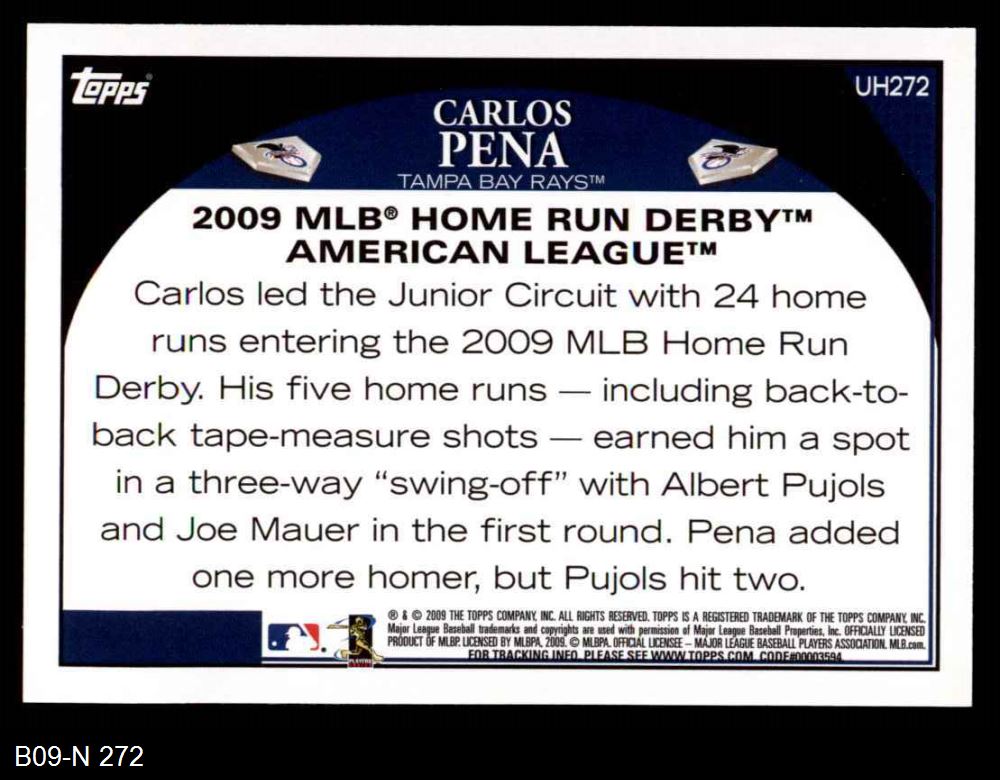 Topps®
UH272
CARLOS
PENA
TAMPA BAY RAYS™
2009 MLB® HOME RUN DERBY™
AMERICAN LEAGUE™
Carlos led the Junior Circuit with 24 home
runs entering the 2009 MLB Home Run
Derby. His five home runs — including back-to-
back tape-measure shots — earned him a spot
in a three-way “swing-off” with Albert Pujols
and Joe Mauer in the first round. Pena added
one more homer, but Pujols hit two.
® & © 2009 THE TOPPS COMPANY, INC. ALL RIGHTS RESERVED. TOPPS IS A REGISTERED TRADEMARK OF THE TOPPS COMPANY, INC.
Major League Baseball trademarks and copyrights are used with permission of Major League Baseball Properties, Inc. OFFICIALLY LICENSED
PRODUCT OF MLBP. LICENSED BY MLBPA, 2009. © MLBPA. OFFICIAL LICENSEE – MAJOR LEAGUE BASEBALL PLAYERS ASSOCIATION. MLB.com.
FOR TRACKING INFO, PLEASE SEE WWW.TOPPS.COM. CODE#00003594
B09-N 272